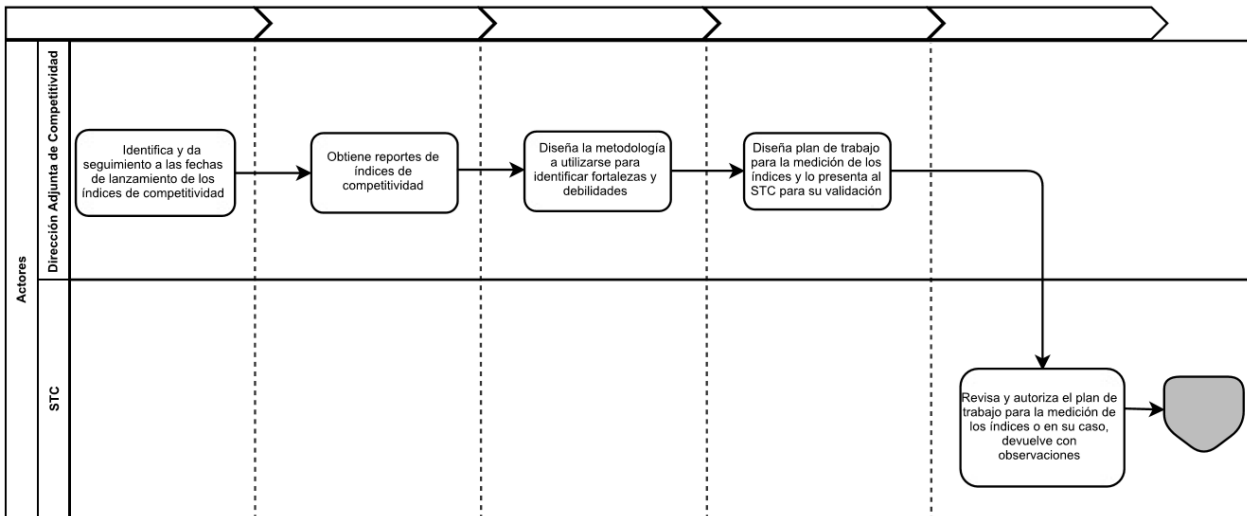 Actores
Dirección Adjunta de Competitividad
Identifica y da
seguimiento a las fechas
de lanzamiento de los
índices de competitividad
Obtiene reportes de
índices de
competitividad
Diseña la metodología
a utilizarse para
identificar fortalezas y
debilidades
Diseña plan de trabajo
para la medición de los
índices y lo presenta al
STC para su validación
STC
Revisa y autoriza el plan de
trabajo para la medición de
los índices o en su caso,
devuelve con
observaciones